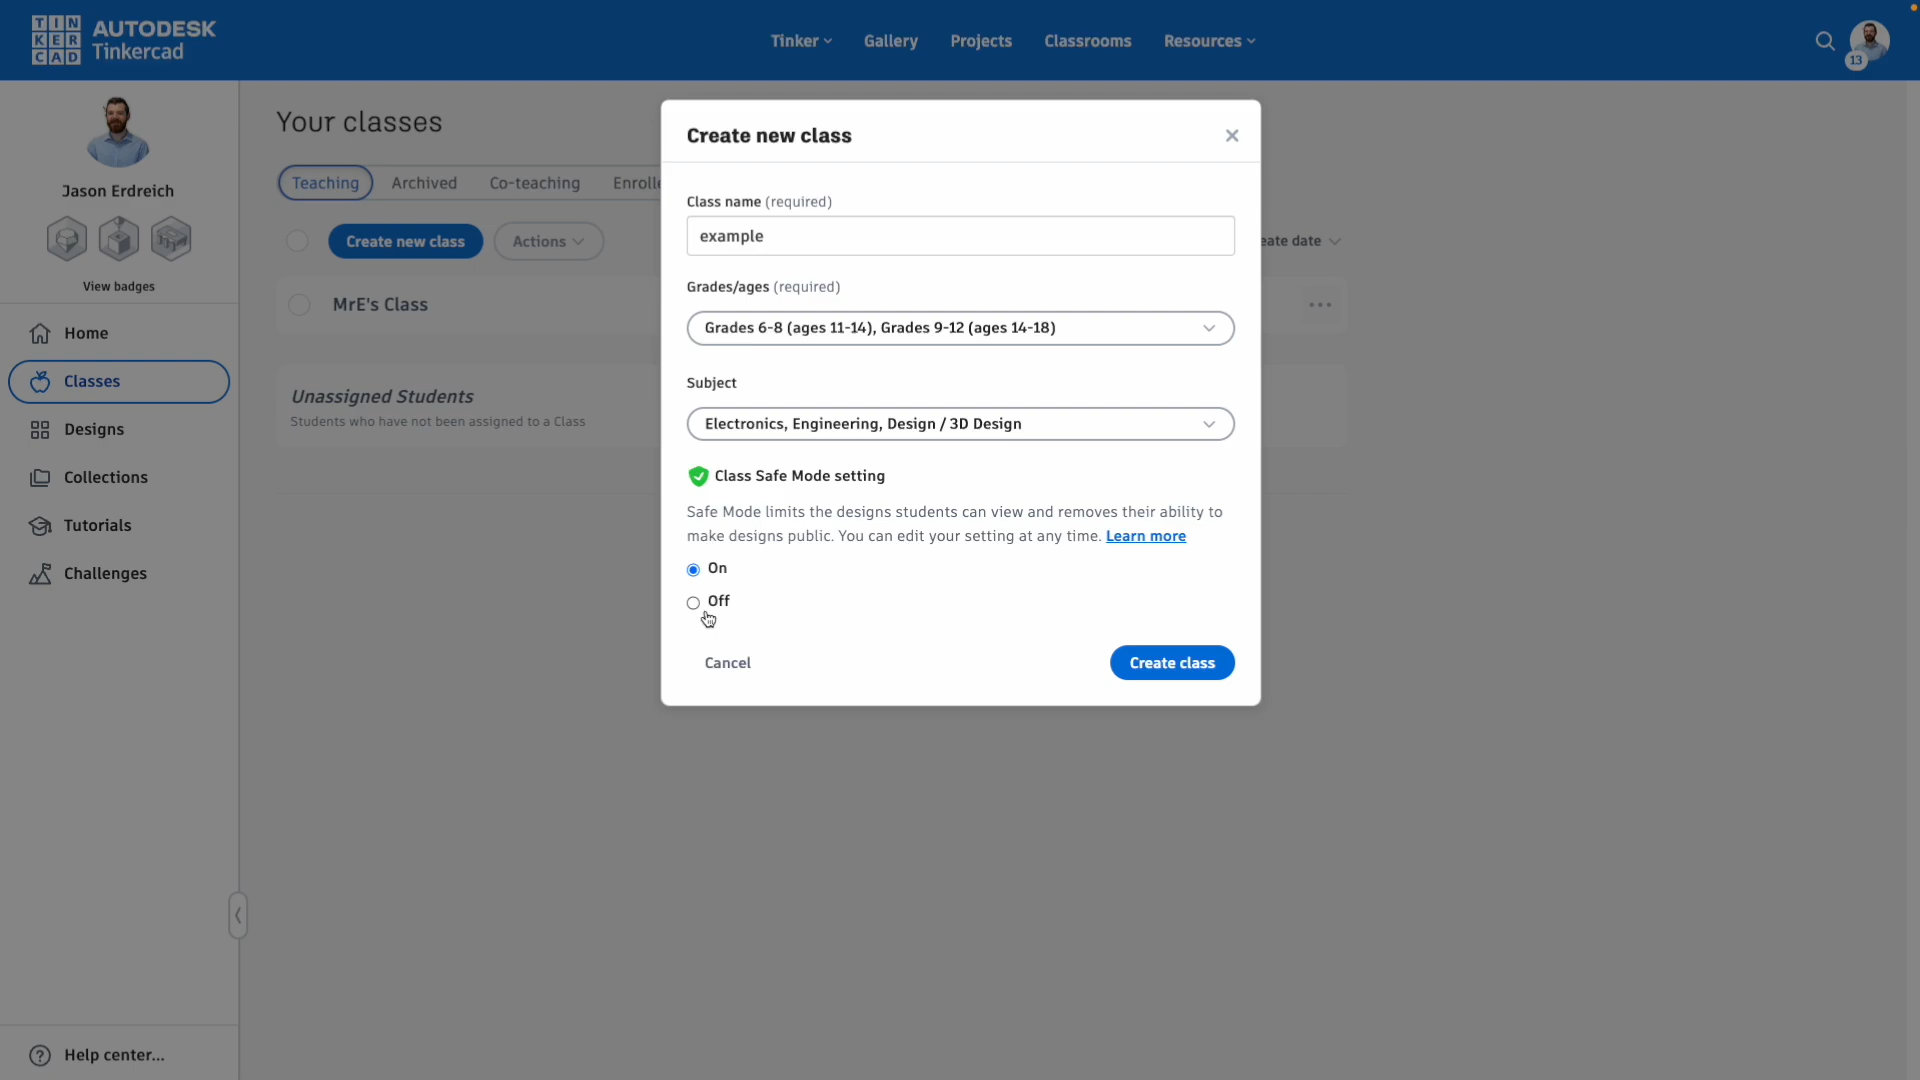 TIN
KER
CAD
AUTODESK
Tinkercad
Tinker
Gallery
Projects
Classrooms
Resources
13
Jason Erdreich
View badges
Home
Classes
Designs
Collections
Tutorials
Challenges
Help center...
Your classes
Teaching
Archived
Co-teaching
Enrolle
Create new class
Actions
eate date
MrE's Class
Unassigned Students
Students who have not been assigned to a Class
Create new class
Class name (required)
example
Grades/ages (required)
Grades 6-8 (ages 11-14), Grades 9-12 (ages 14-18)
Subject
Electronics, Engineering, Design / 3D Design
Class Safe Mode setting
Safe Mode limits the designs students can view and removes their ability to
make designs public. You can edit your setting at any time. Learn more
On
Off
Cancel
Create class